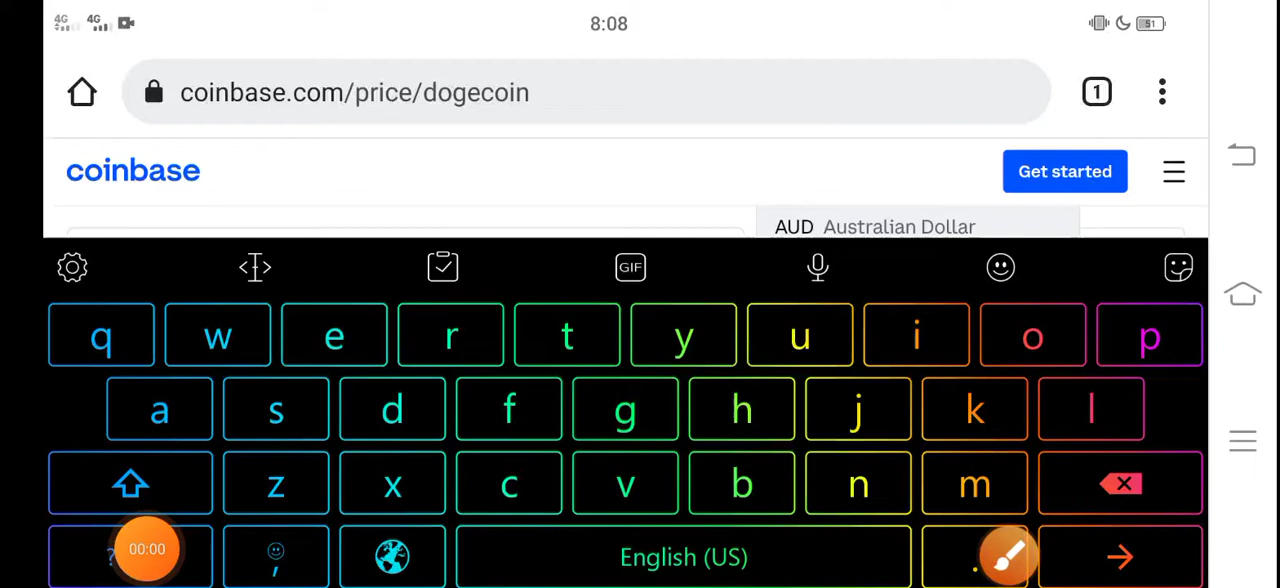 4G 4G 8:08 51
coinbase.com/price/dogecoin 1
coinbase Get started
AUD Australian Dollar
GIF
q w e r t y u i o p
a s d f g h j k l
z x c v b n m
? 00:00 , English (US) .